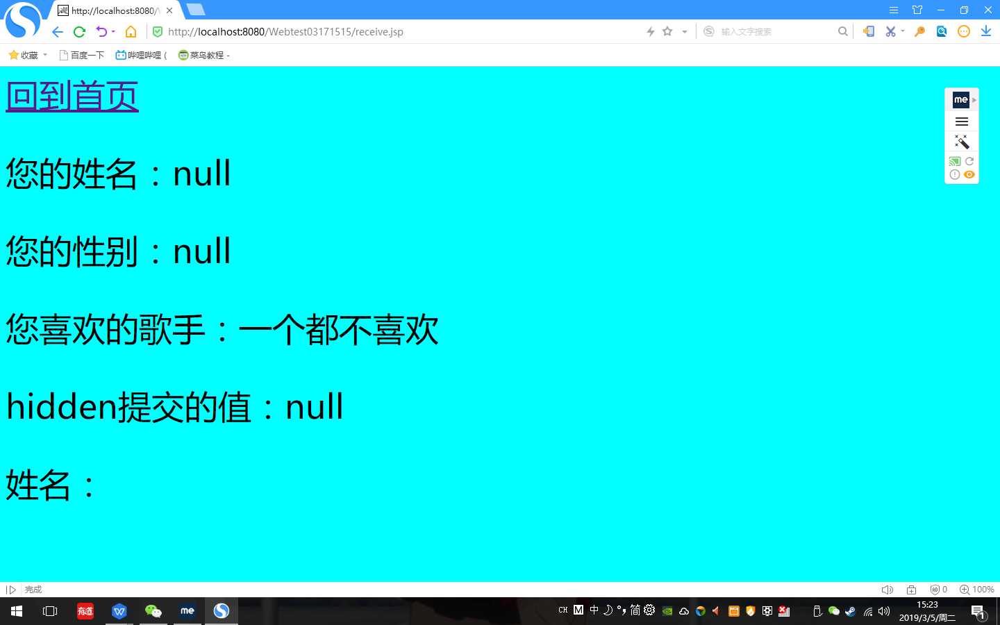 http://localhost:8080/W
http://localhost:8080/Webtest03171515/receive.jsp
输入文字搜索
收藏
百度一下
哔哩哔哩 (
菜鸟教程 -
回到首页
me
您的姓名：null
您的性别：null
您喜欢的歌手：一个都不喜欢
hidden提交的值：null
姓名：
完成
0
100%
有道
me
CH
M
中
简
15:23
2019/3/5/周二
1